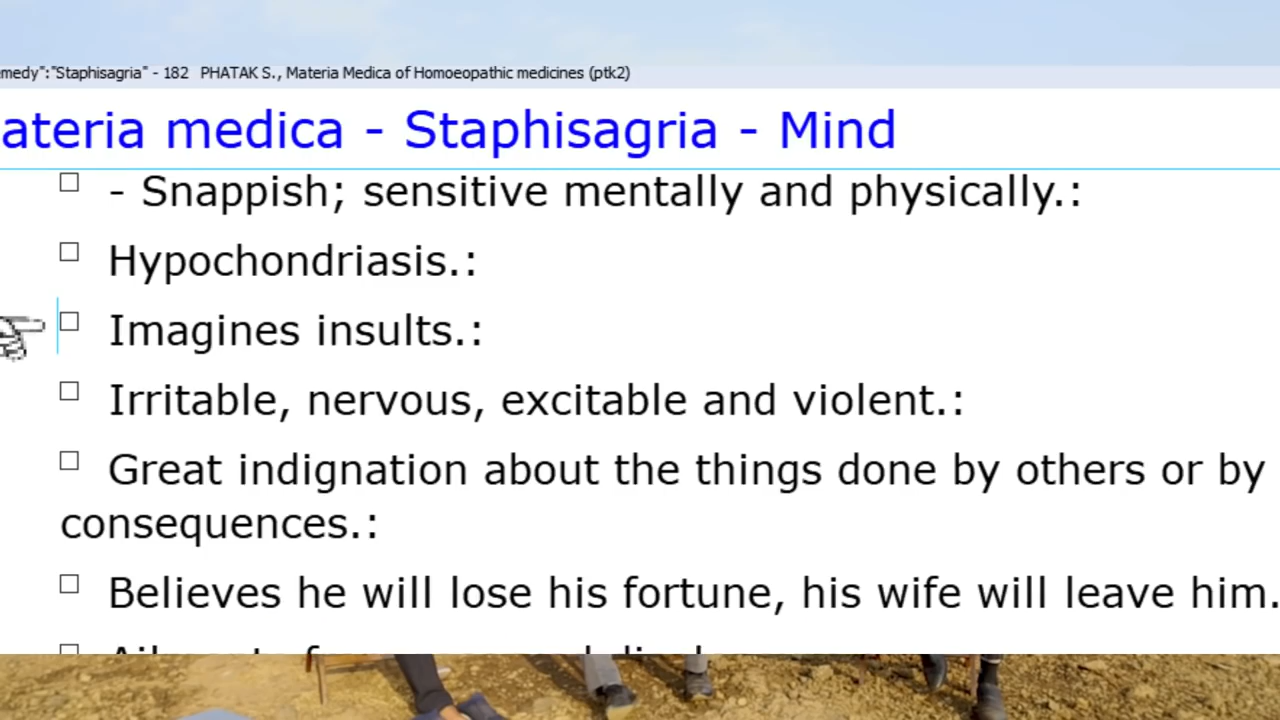 emedy":"Staphisagria" - 182 PHATAK S., Materia Medica of Homoeopathic medicines (ptk2)
ateria medica - Staphisagria - Mind
- Snappish; sensitive mentally and physically.:
Hypochondriasis.:
Imagines insults.:
Irritable, nervous, excitable and violent.:
Great indignation about the things done by others or by
consequences.:
Believes he will lose his fortune, his wife will leave him.